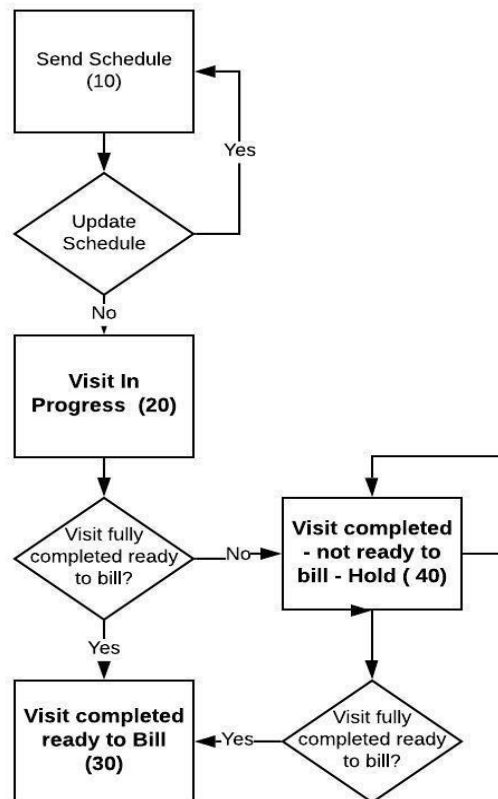 Send Schedule
(10)
Yes
Update
Schedule
No
Visit In
Progress (20)
Visit fully
completed ready
to bill?
No
Visit completed
- not ready to
bill - Hold ( 40)
Yes
Visit completed
ready to Bill
(30)
Yes
Visit fully
completed ready
to bill?